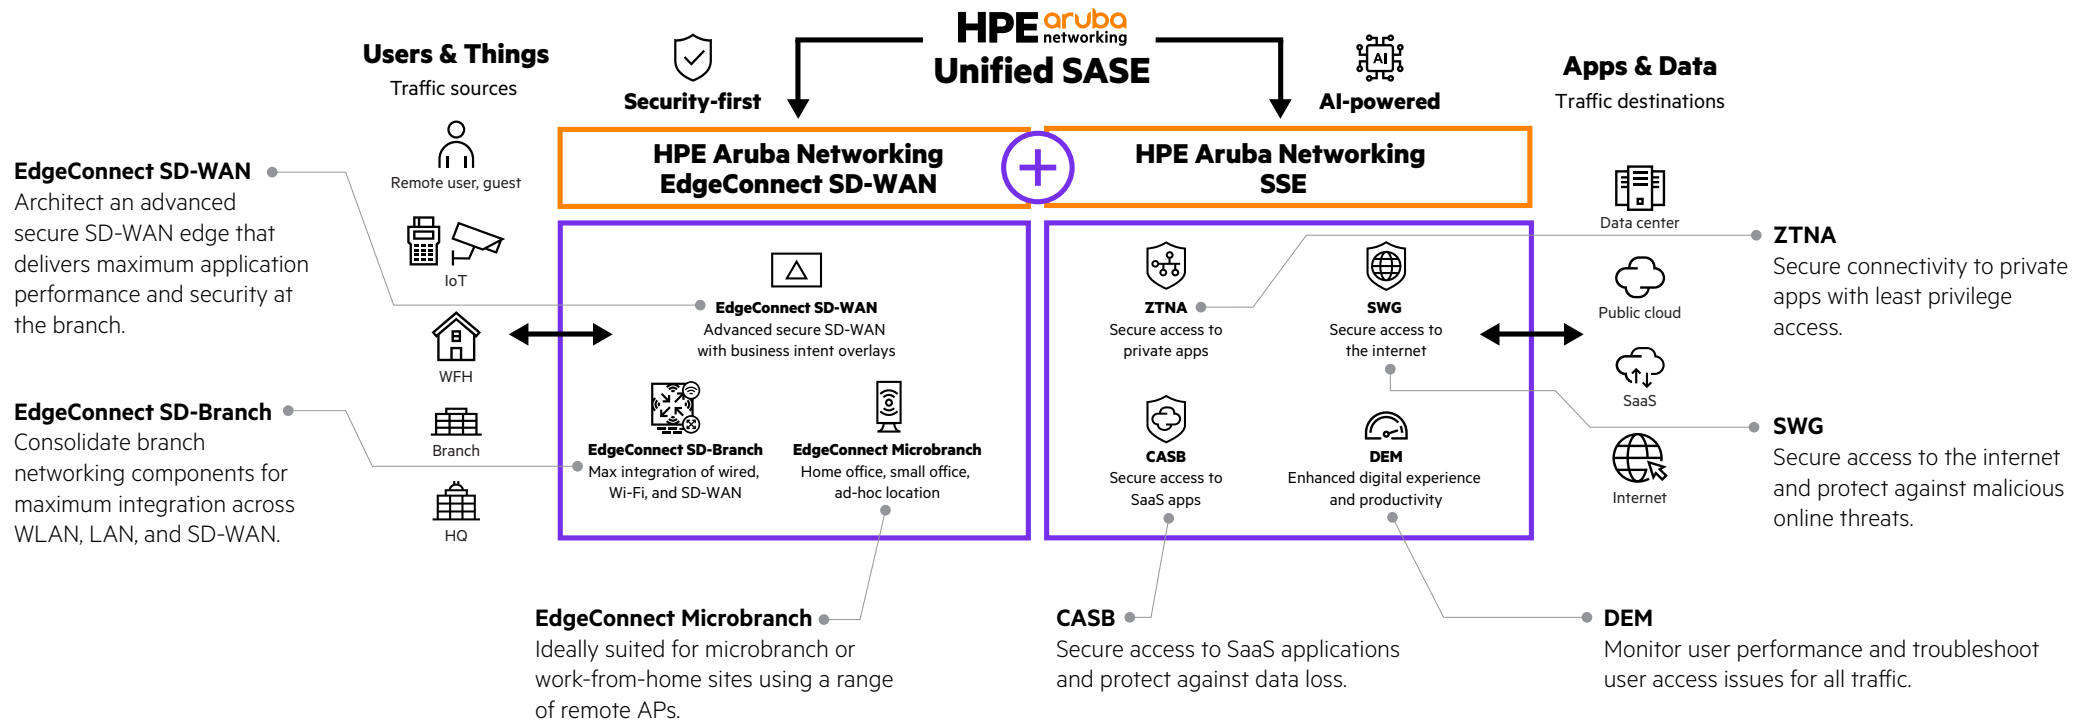 HPE aruba
networking
Unified SASE
Users & Things
Traffic sources
Security-first
AI
AI-powered
Apps & Data
Traffic destinations
HPE Aruba Networking
EdgeConnect SD-WAN
HPE Aruba Networking
SSE
EdgeConnect SD-WAN
Architect an advanced
secure SD-WAN edge that
delivers maximum application
performance and security at
the branch.
EdgeConnect SD-Branch
Consolidate branch
networking components for
maximum integration across
WLAN, LAN, and SD-WAN.
Remote user, guest
IoT
WFH
Branch
HQ
EdgeConnect SD-WAN
Advanced secure SD-WAN
with business intent overlays
EdgeConnect SD-Branch
Max integration of wired,
Wi-Fi, and SD-WAN
EdgeConnect Microbranch
Home office, small office,
ad-hoc location
ZTNA
Secure access to
private apps
SWG
Secure access to
the internet
CASB
Secure access to
SaaS apps
DEM
Enhanced digital experience
and productivity
Data center
Public cloud
SaaS
Internet
ZTNA
Secure connectivity to private
apps with least privilege
access.
SWG
Secure access to the internet
and protect against malicious
online threats.
EdgeConnect Microbranch
Ideally suited for microbranch or
work-from-home sites using a range
of remote APs.
CASB
Secure access to SaaS applications
and protect against data loss.
DEM
Monitor user performance and troubleshoot
user access issues for all traffic.